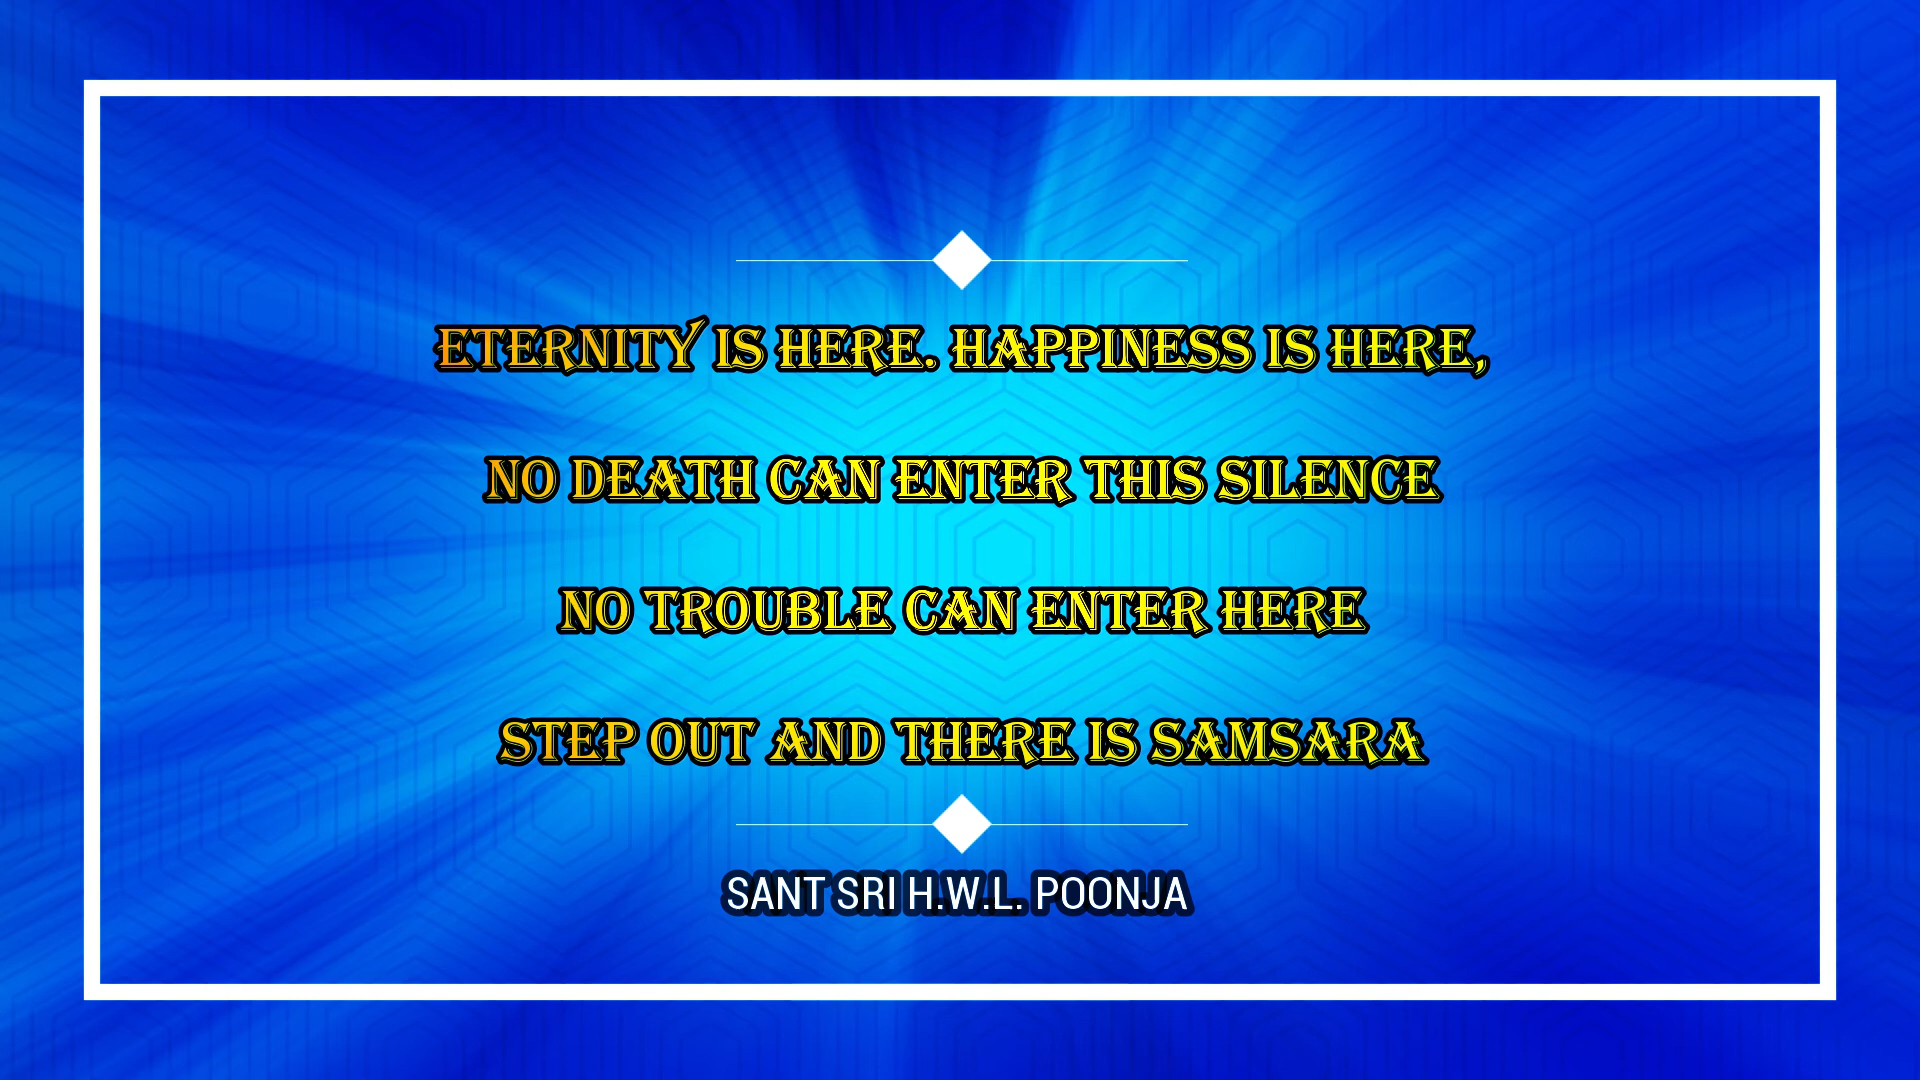 ETERNITY IS HERE. HAPPINESS IS HERE,
NO DEATH CAN ENTER THIS SILENCE
NO TROUBLE CAN ENTER HERE
STEP OUT AND THERE IS SAMSARA
SANT SRI H.W.L. POONJA